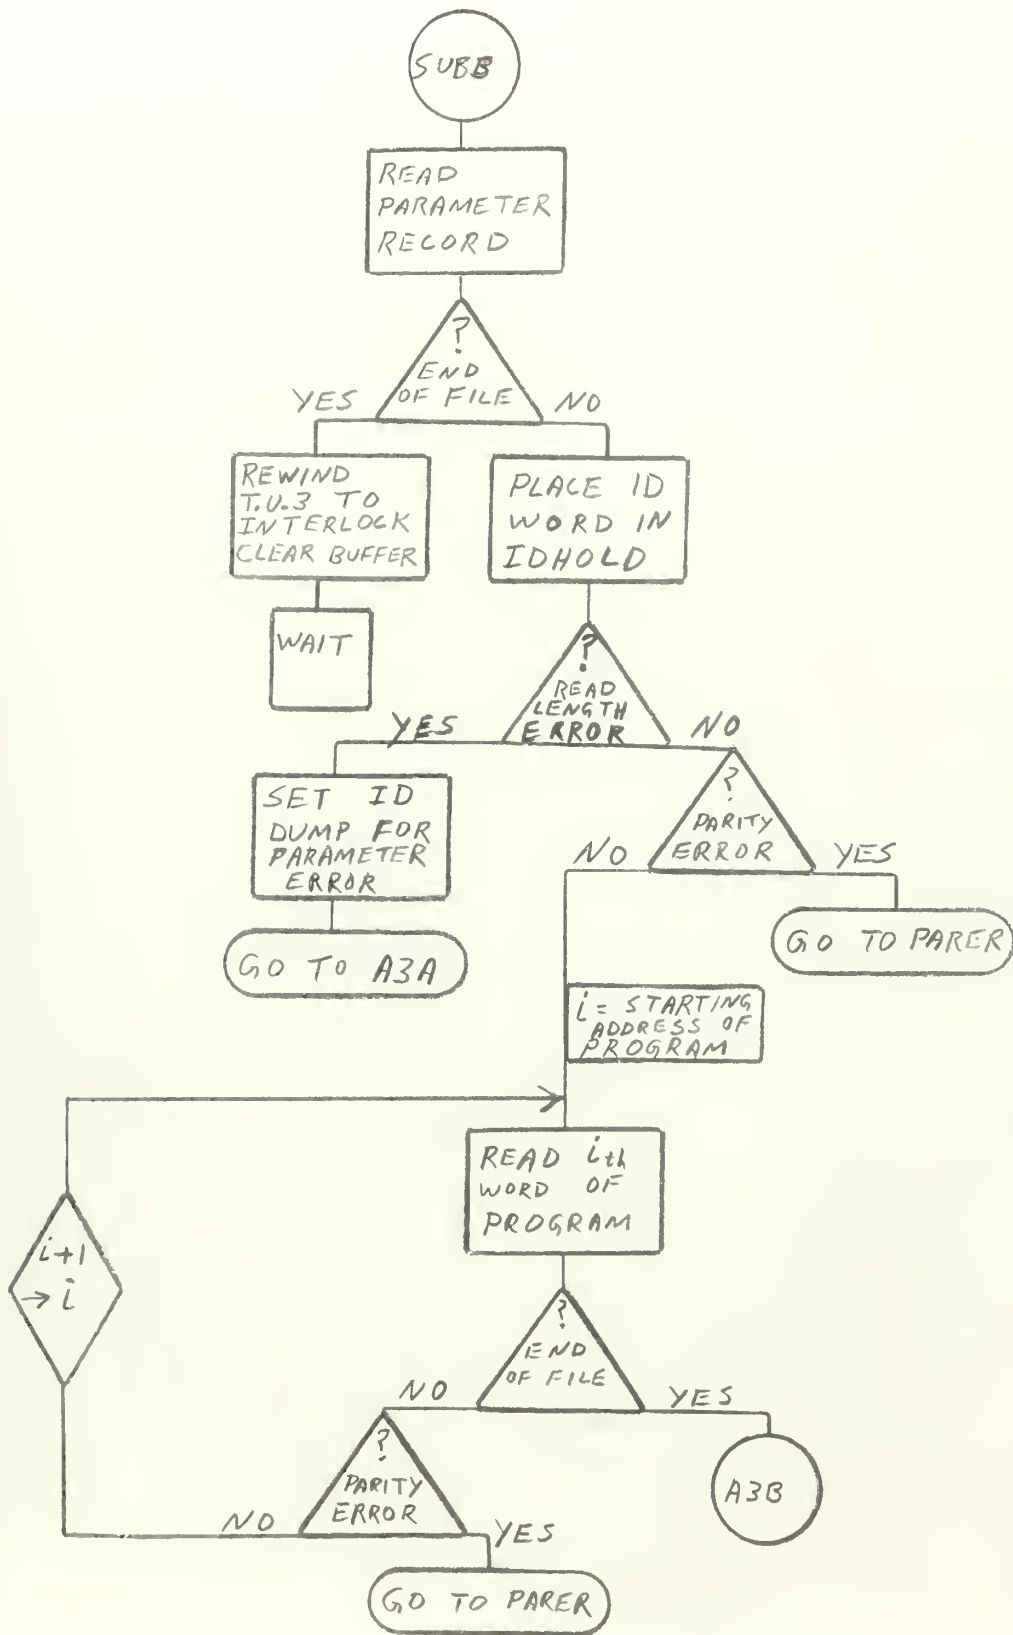 SUBB
READ
PARAMETER
RECORD
?
END
OF FILE
YES
NO
REWIND
T.U.3 TO
INTERLOCK
CLEAR BUFFER
PLACE ID
WORD IN
IDHOLD
WAIT
?
READ
LENGTH
ERROR
YES
NO
SET ID
DUMP FOR
PARAMETER
ERROR
?
PARITY
ERROR
NO
YES
GO TO A3A
GO TO PARER
i = STARTING
ADDRESS OF
PROGRAM
READ ith
WORD OF
PROGRAM
i+1
→ i
?
END
OF FILE
NO
YES
?
PARITY
ERROR
A3B
NO
YES
GO TO PARER